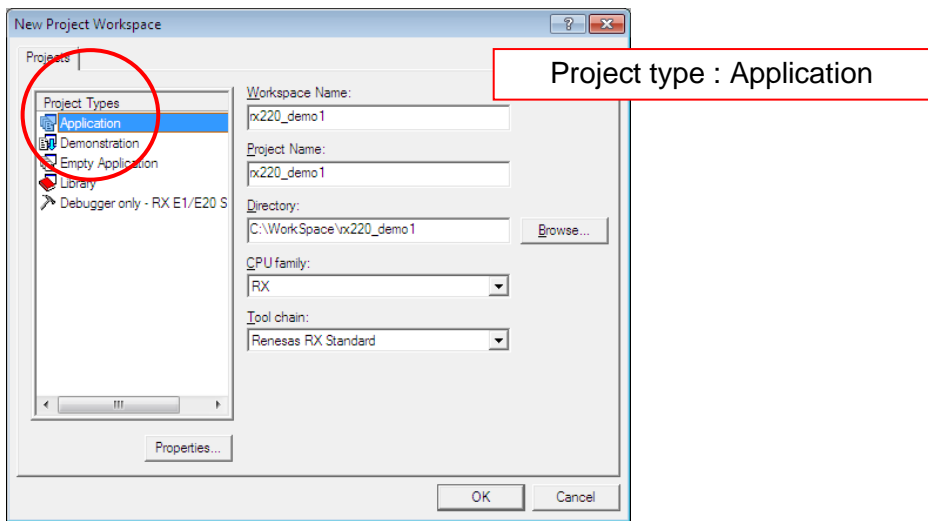 New Project Workspace
Projects
Project type : Application
Project Types
Application
Demonstration
Empty Application
Library
Debugger only - RX E1/E20 S
Workspace Name:
rx220_demo1
Project Name:
rx220_demo1
Directory:
C:\WorkSpace\rx220_demo1
Browse...
CPU family:
RX
Tool chain:
Renesas RX Standard
Properties...
OK
Cancel